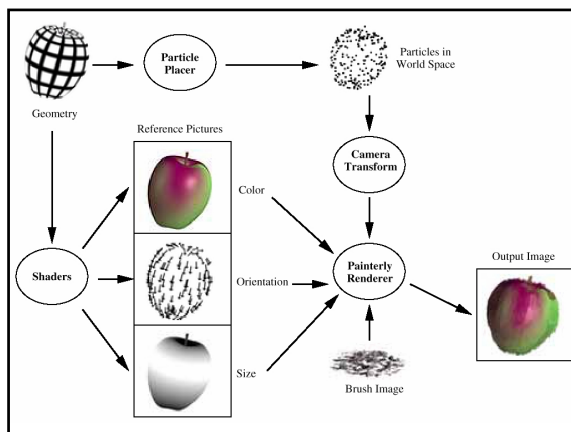 Particle
Placer
Particles in
World Space
Geometry
Reference Pictures
Camera
Transform
Color
Shaders
Orientation
Painterly
Renderer
Output Image
Size
Brush Image